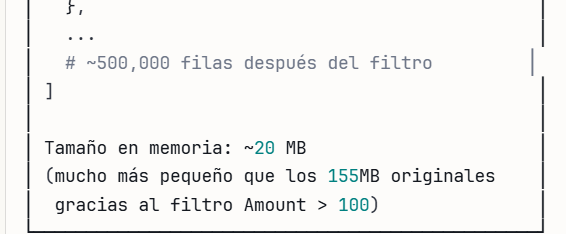 },
...
# ~500,000 filas después del filtro
]
Tamaño en memoria: ~20 MB
(mucho más pequeño que los 155MB originales
gracias al filtro Amount > 100)